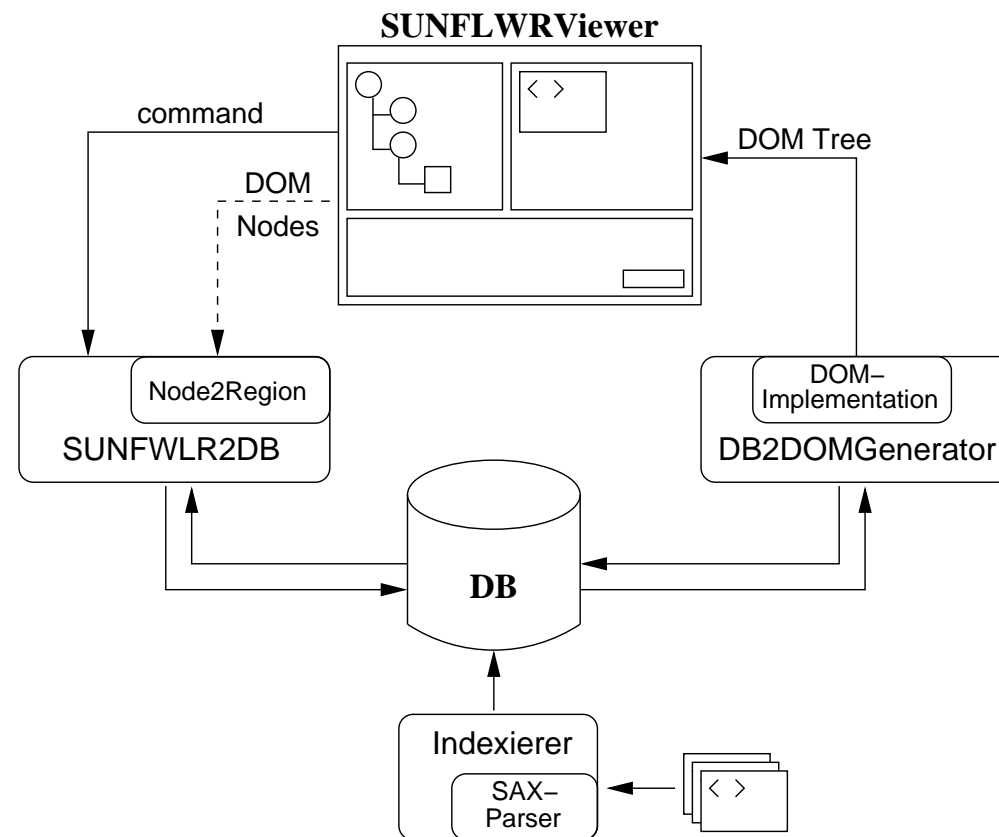 SUNFLWRViewer
< >
command
DOM Tree
DOM
Nodes
Node2Region
SUNFWLR2DB
DOM–
Implementation
DB2DOMGenerator
DB
Indexierer
SAX–
Parser
< >